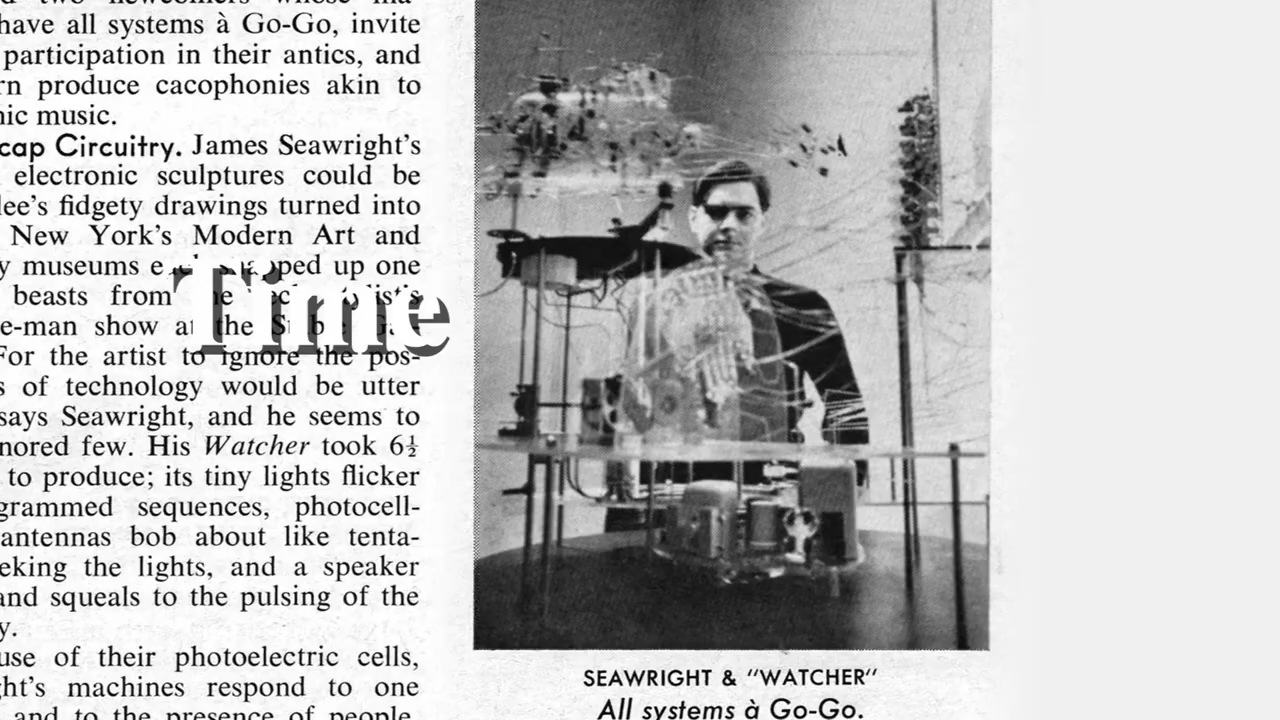 d two newcomers whose ma-
have all systems à Go-Go, invite
participation in their antics, and
rn produce cacophonies akin to
nic music.
cap Circuitry. James Seawright's
electronic sculptures could be
lee's fidgety drawings turned into
New York's Modern Art and
y museums ped up one
beasts from
e-man show at the
For the artist to ignore the pos-
s of technology would be utter
says Seawright, and he seems to
nored few. His Watcher took 6½
to produce; its tiny lights flicker
grammed sequences, photocell-
antennas bob about like tenta-
eking the lights, and a speaker
and squeals to the pulsing of the
y.
use of their photoelectric cells,
ght's machines respond to one
and to the presence of people.
Time
SEAWRIGHT & "WATCHER"
All systems à Go-Go.